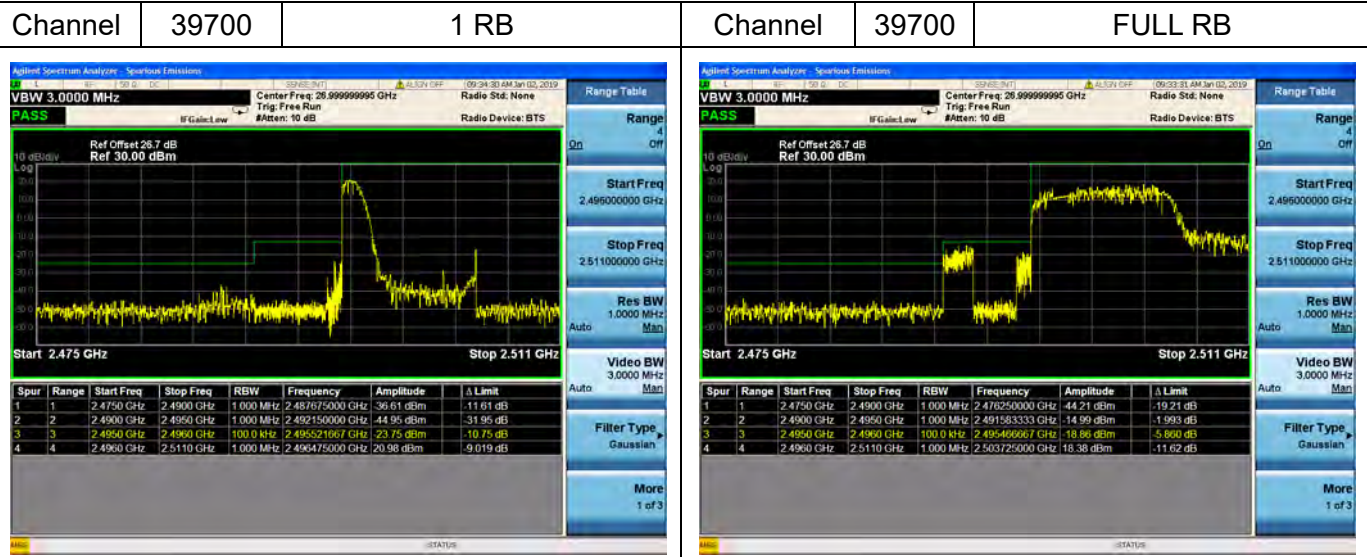 Channel 39700 1 RB Channel 39700 FULL RB
Agilent Spectrum Analyzer - Spurious Emissions
VBW 3.0000 MHz
Center Freq: 26.999999995 GHz
Trig: Free Run
#Atten: 10 dB
IFGain:Low
ALIGN OFF
09:34:30 AM Jan 02, 2019
Radio Std: None
Radio Device: BTS
PASS
Ref Offset 26.7 dB
Ref 30.00 dBm
10 dB/div
Log
Start 2.475 GHz
Stop 2.511 GHz
Spur Range Start Freq Stop Freq RBW Frequency Amplitude Δ Limit
1 1 2.4750 GHz 2.4900 GHz 1.000 MHz 2.487675000 GHz -36.61 dBm -11.61 dB
2 2 2.4900 GHz 2.4950 GHz 1.000 MHz 2.492150000 GHz -44.95 dBm -31.95 dB
3 3 2.4950 GHz 2.4960 GHz 100.0 kHz 2.495521667 GHz -23.75 dBm -10.75 dB
4 4 2.4960 GHz 2.5110 GHz 1.000 MHz 2.496475000 GHz 20.98 dBm -9.019 dB
Range Table
Range
4
On Off
Start Freq
2.496000000 GHz
Stop Freq
2.511000000 GHz
Res BW
1.0000 MHz
Auto Man
Video BW
3.0000 MHz
Auto Man
Filter Type
Gaussian
More
1 of 3
STATUS
Agilent Spectrum Analyzer - Spurious Emissions
VBW 3.0000 MHz
Center Freq: 26.999999995 GHz
Trig: Free Run
#Atten: 10 dB
IFGain:Low
ALIGN OFF
09:33:31 AM Jan 02, 2019
Radio Std: None
Radio Device: BTS
PASS
Ref Offset 26.7 dB
Ref 30.00 dBm
10 dB/div
Log
Start 2.475 GHz
Stop 2.511 GHz
Spur Range Start Freq Stop Freq RBW Frequency Amplitude Δ Limit
1 1 2.4750 GHz 2.4900 GHz 1.000 MHz 2.476250000 GHz -44.21 dBm -19.21 dB
2 2 2.4900 GHz 2.4950 GHz 1.000 MHz 2.491583333 GHz -14.99 dBm -1.993 dB
3 3 2.4950 GHz 2.4960 GHz 100.0 kHz 2.495466667 GHz -18.86 dBm -5.860 dB
4 4 2.4960 GHz 2.5110 GHz 1.000 MHz 2.503725000 GHz 18.38 dBm -11.62 dB
Range Table
Range
4
On Off
Start Freq
2.496000000 GHz
Stop Freq
2.511000000 GHz
Res BW
1.0000 MHz
Auto Man
Video BW
3.0000 MHz
Auto Man
Filter Type
Gaussian
More
1 of 3
STATUS